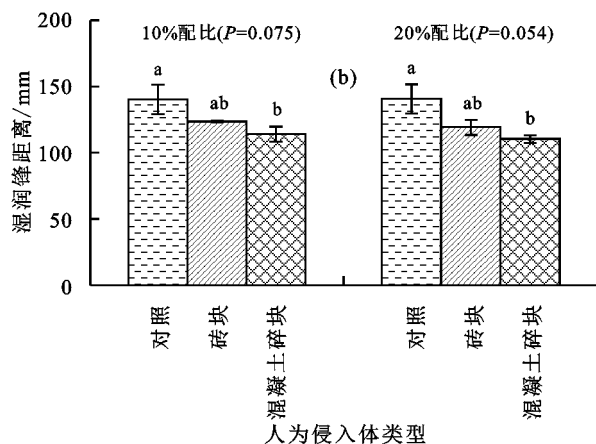 10%配比(P=0.075)
20%配比(P=0.054)
(b)
湿润锋距离/mm
200
150
100
50
0
a
ab
b
a
ab
b
对照
砖块
混凝土碎块
对照
砖块
混凝土碎块
人为侵入体类型